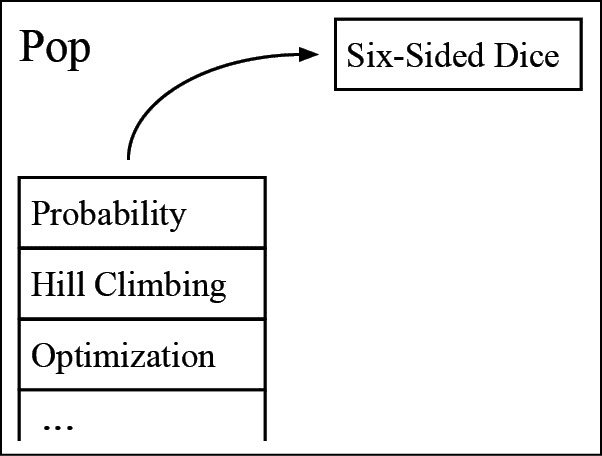 Pop
Six-Sided Dice
Probability
Hill Climbing
Optimization
...